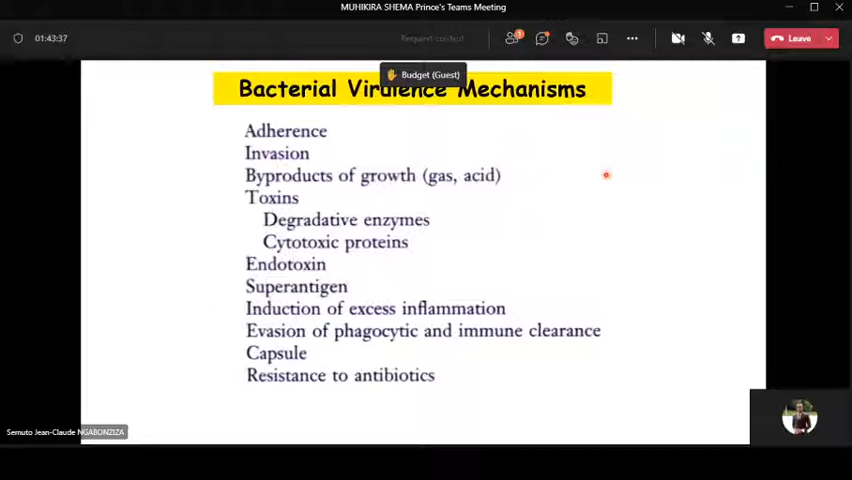 MUHIKIRA SHEMA Prince's Teams Meeting
01:43:37
Request control
1
Leave
Budget (Guest)
Bacterial Virulence Mechanisms
Adherence
Invasion
Byproducts of growth (gas, acid)
Toxins
Degradative enzymes
Cytotoxic proteins
Endotoxin
Superantigen
Induction of excess inflammation
Evasion of phagocytic and immune clearance
Capsule
Resistance to antibiotics
Semuto Jean-Claude NGABONZIZA